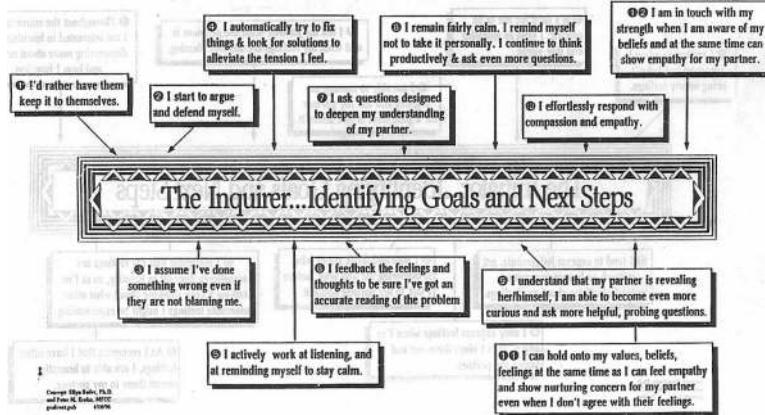 ❶ I'd rather have them
keep it to themselves.
❷ I start to argue
and defend myself.
❹ I automatically try to fix
things & look for solutions to
alleviate the tension I feel.
❼ I ask questions designed
to deepen my understanding
of my partner.
❽ I remain fairly calm. I remind myself
not to take it personally. I continue to think
productively & ask even more questions.
❿ I effortlessly respond with
compassion and empathy.
❶❷ I am in touch with my
strength when I am aware of my
beliefs and at the same time can
show empathy for my partner.
The Inquirer...Identifying Goals and Next Steps
❸ I assume I've done
something wrong even if
they are not blaming me.
❺ I actively work at listening, and
at reminding myself to stay calm.
❻ I feedback the feelings and
thoughts to be sure I've got an
accurate reading of the problem
❾ I understand that my partner is revealing
her/himself, I am able to become even more
curious and ask more helpful, probing questions.
❶❶ I can hold onto my values, beliefs,
feelings at the same time as I can feel empathy
and show nurturing concern for my partner
even when I don't agree with their feelings.
Concept: Ellyn Bader, Ph.D.
and Peter